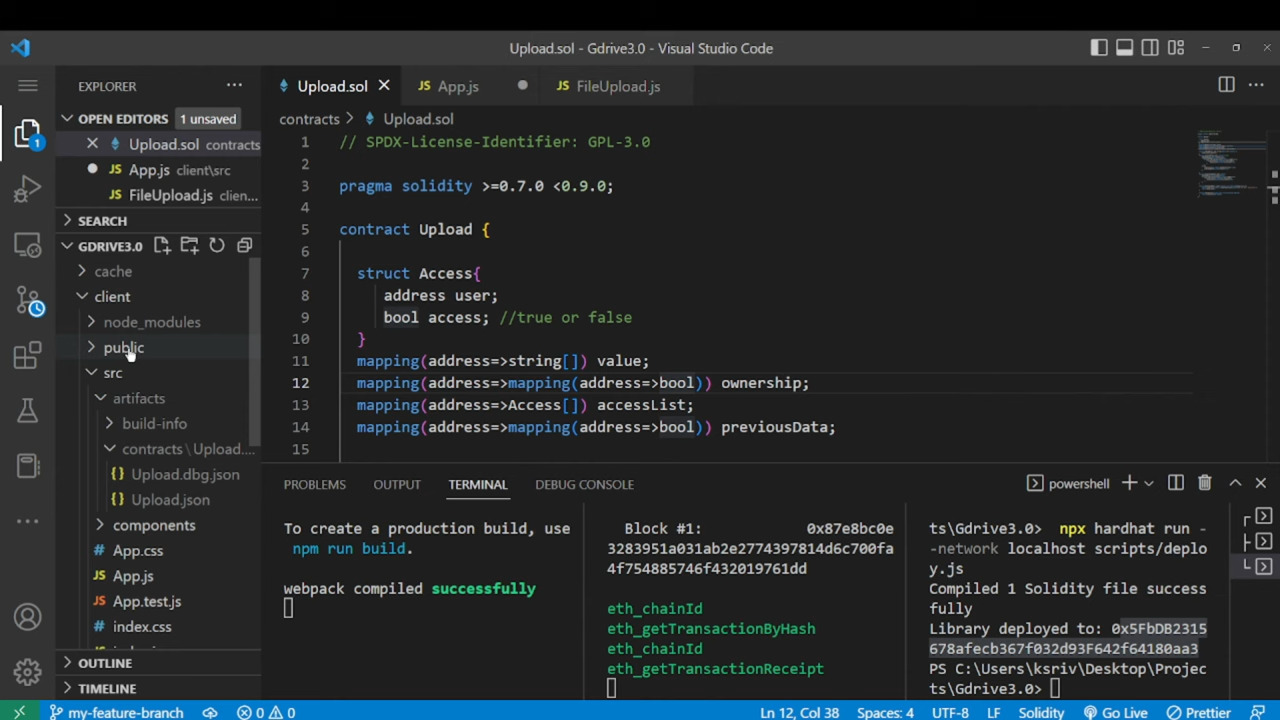 Upload.sol - Gdrive3.0 - Visual Studio Code
EXPLORER
OPEN EDITORS 1 unsaved
Upload.sol contracts
App.js client\src
FileUpload.js clien...
SEARCH
GDRIVE3.0
cache
client
node_modules
public
src
artifacts
build-info
contracts\Upload....
Upload.dbg.json
Upload.json
components
App.css
App.js
App.test.js
index.css
OUTLINE
TIMELINE
Upload.sol
App.js
FileUpload.js
contracts > Upload.sol
1 // SPDX-License-Identifier: GPL-3.0
2
3 pragma solidity >=0.7.0 <0.9.0;
4
5 contract Upload {
6
7 struct Access{
8 address user;
9 bool access; //true or false
10 }
11 mapping(address=>string[]) value;
12 mapping(address=>mapping(address=>bool)) ownership;
13 mapping(address=>Access[]) accessList;
14 mapping(address=>mapping(address=>bool)) previousData;
15
PROBLEMS OUTPUT TERMINAL DEBUG CONSOLE
powershell
To create a production build, use
npm run build.
webpack compiled successfully
Block #1: 0x87e8bc0e
3283951a031ab2e2774397814d6c700fa
4f754885746f432019761dd
eth_chainId
eth_getTransactionByHash
eth_chainId
eth_getTransactionReceipt
ts\Gdrive3.0> npx hardhat run -
-network localhost scripts/deplo
y.js
Compiled 1 Solidity file success
fully
Library deployed to: 0x5FbDB2315
678afecb367f032d93F642f64180aa3
PS C:\Users\ksriv\Desktop\Projec
ts\Gdrive3.0>
1
my-feature-branch
0 0
Ln 12, Col 38
Spaces: 4
UTF-8
LF
Solidity
Go Live
Prettier